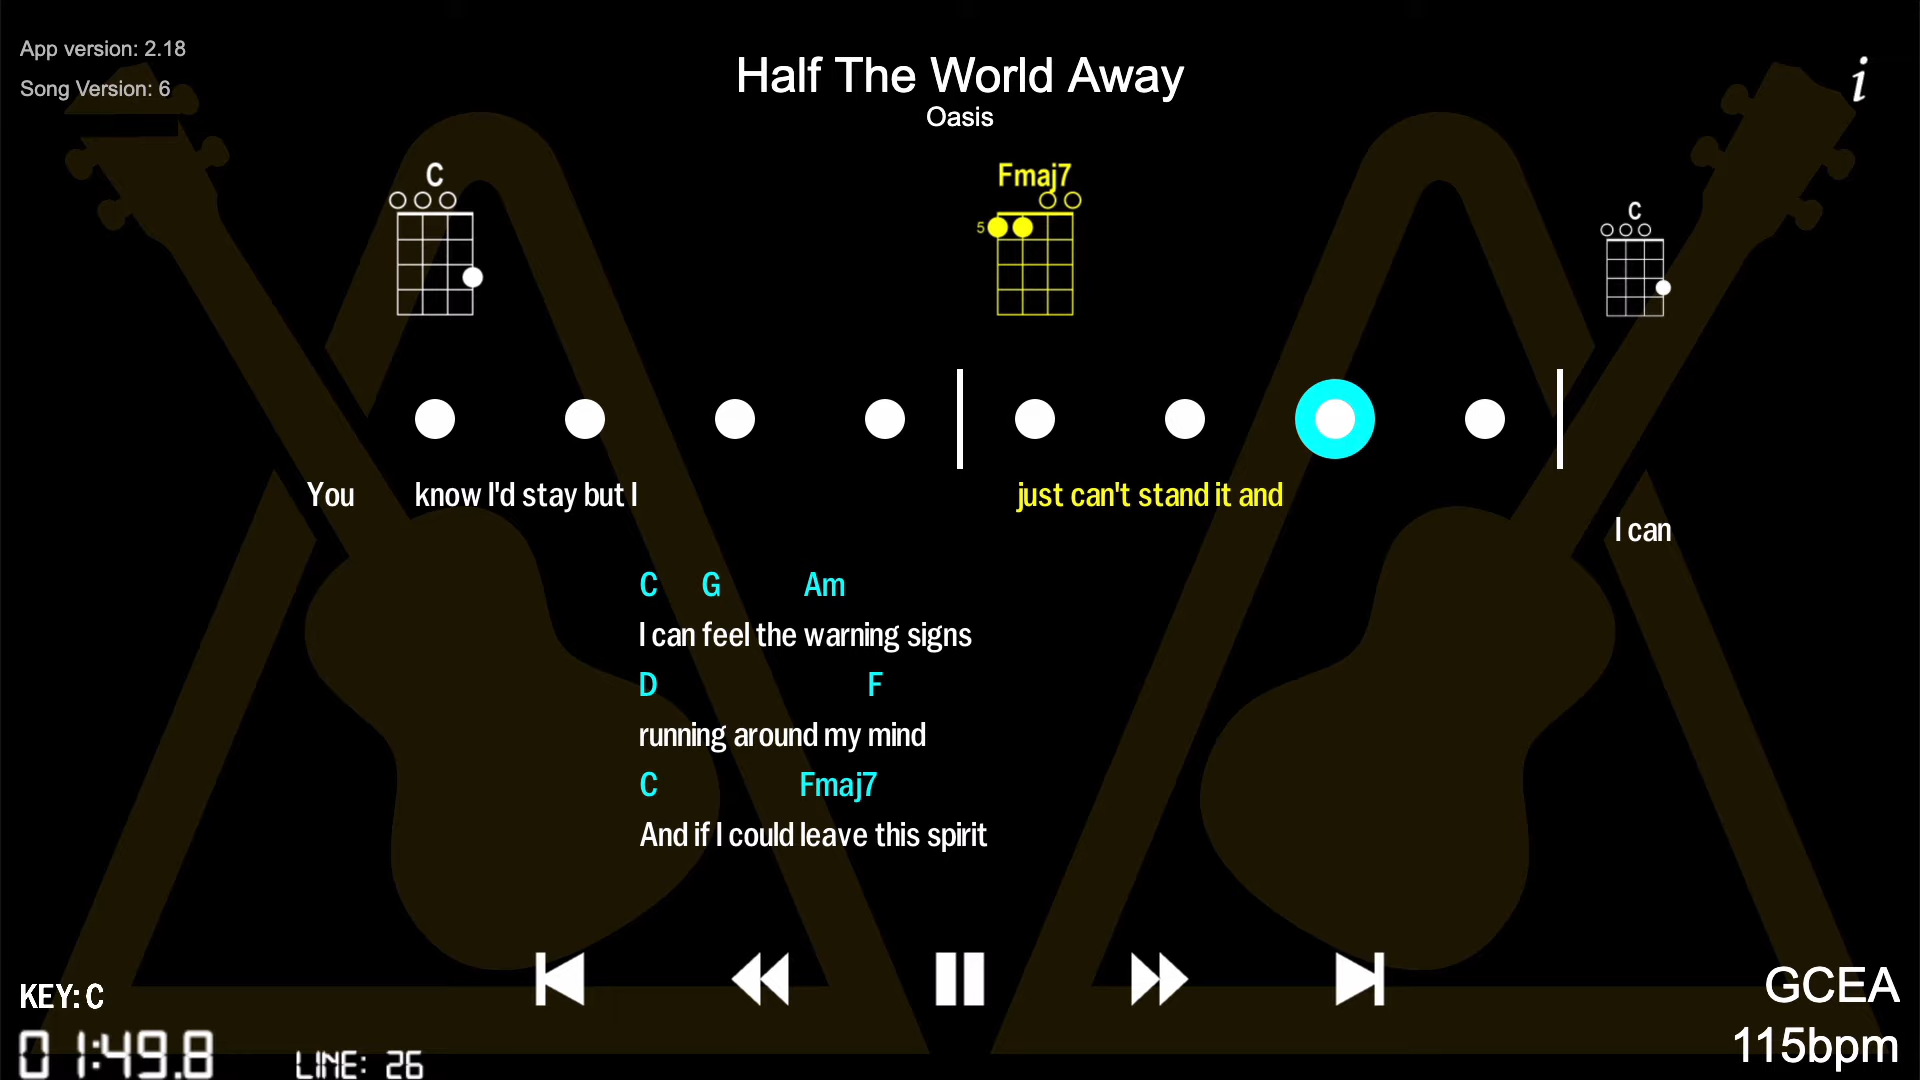 App version: 2.18
Song Version: 6
Half The World Away
Oasis
i
C
Fmaj7
5
C
You know I'd stay but I just can't stand it and
I can
C G Am
I can feel the warning signs
D F
running around my mind
C Fmaj7
And if I could leave this spirit
KEY: C
GCEA
01:49.8
LINE: 26
115bpm